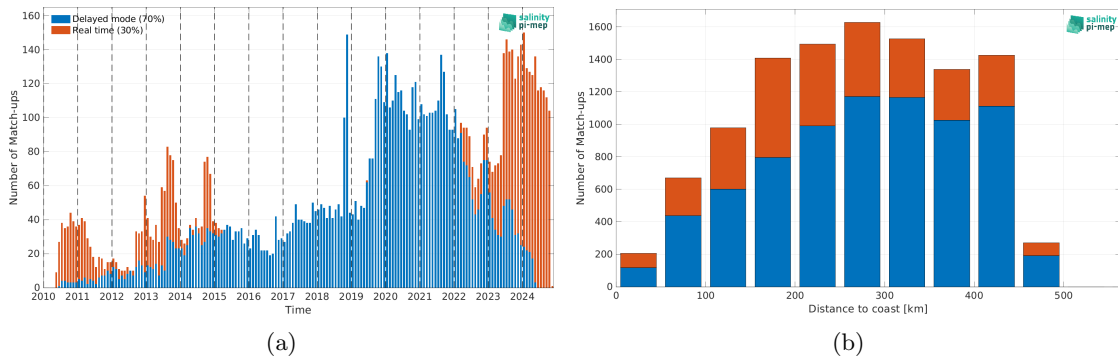 Delayed mode (70%)
Real time (30%)
salinity
pi-mep
Number of Match-ups
160
140
120
100
80
60
40
20
0
2010 2011 2012 2013 2014 2015 2016 2017 2018 2019 2020 2021 2022 2023 2024
Time
(a)
salinity
pi-mep
Number of Match-ups
1600
1400
1200
1000
800
600
400
200
0
0 100 200 300 400 500
Distance to coast [km]
(b)